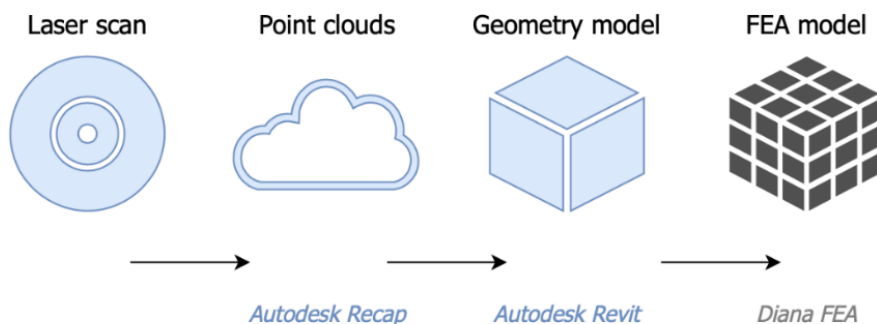 Laser scan
Point clouds
Geometry model
FEA model
Autodesk Recap
Autodesk Revit
Diana FEA